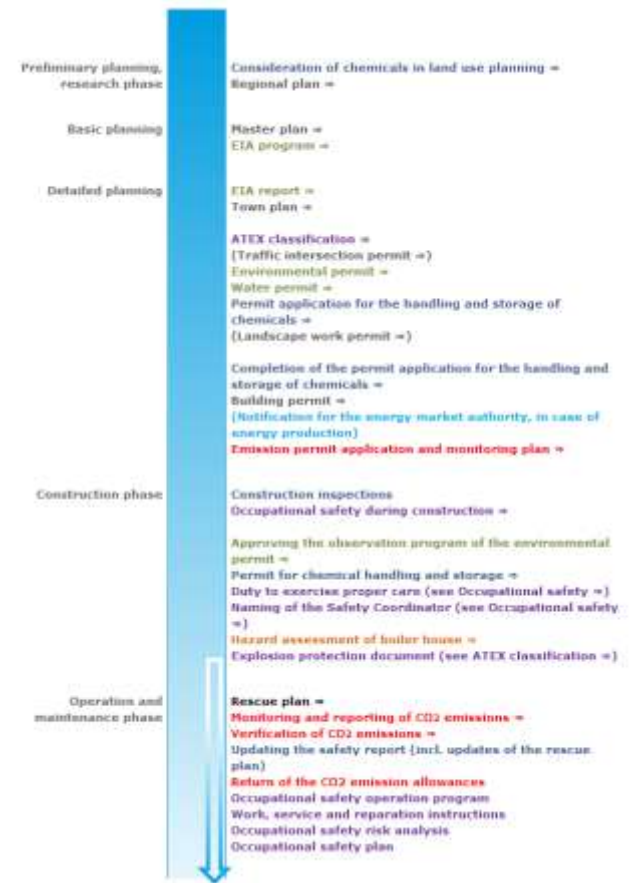 Preliminary planning,
research phase
Consideration of chemicals in land use planning ⇒
Regional plan ⇒
Basic planning
Master plan ⇒
EIA program ⇒
Detailed planning
EIA report ⇒
Town plan ⇒
ATEX classification ⇒
(Traffic intersection permit ⇒)
Environmental permit ⇒
Water permit ⇒
Permit application for the handling and storage of
chemicals ⇒
(Landscape work permit ⇒)
Completion of the permit application for the handling and
storage of chemicals ⇒
Building permit ⇒
(Notification for the energy market authority, in case of
energy production)
Emission permit application and monitoring plan ⇒
Construction phase
Construction inspections
Occupational safety during construction ⇒
Approving the observation program of the environmental
permit ⇒
Permit for chemical handling and storage ⇒
Duty to exercise proper care (see Occupational safety ⇒)
Naming of the Safety Coordinator (see Occupational safety
⇒)
Hazard assessment of boiler house ⇒
Explosion protection document (see ATEX classification ⇒)
Operation and
maintenance phase
Rescue plan ⇒
Monitoring and reporting of CO2 emissions ⇒
Verification of CO2 emissions ⇒
Updating the safety report (incl. updates of the rescue
plan)
Return of the CO2 emission allowances
Occupational safety operation program
Work, service and reparation instructions
Occupational safety risk analysis
Occupational safety plan